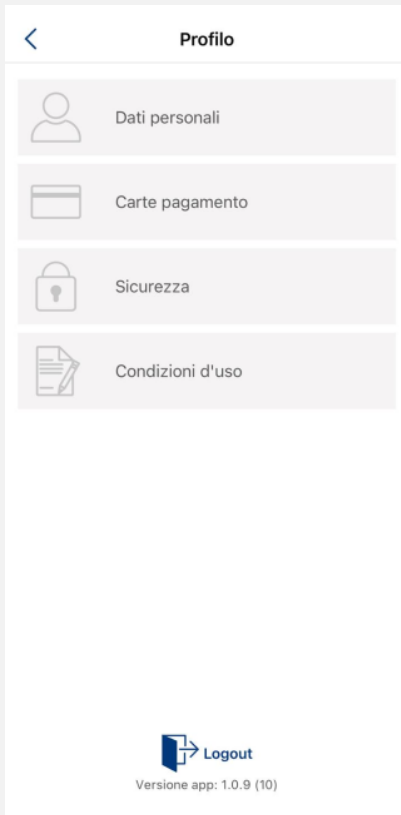 Profilo
Dati personali
Carte pagamento
Sicurezza
Condizioni d'uso
Logout
Versione app: 1.0.9 (10)